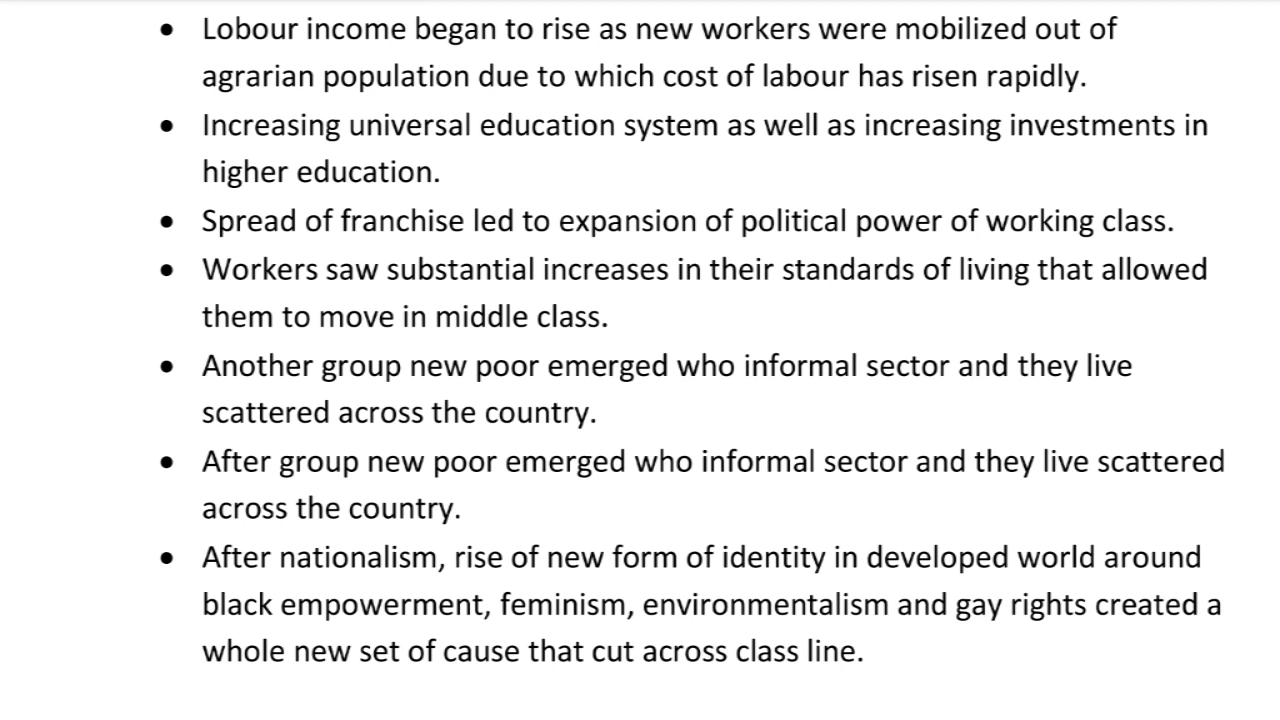 • Lobour income began to rise as new workers were mobilized out of
agrarian population due to which cost of labour has risen rapidly.
• Increasing universal education system as well as increasing investments in
higher education.
• Spread of franchise led to expansion of political power of working class.
• Workers saw substantial increases in their standards of living that allowed
them to move in middle class.
• Another group new poor emerged who informal sector and they live
scattered across the country.
• After group new poor emerged who informal sector and they live scattered
across the country.
• After nationalism, rise of new form of identity in developed world around
black empowerment, feminism, environmentalism and gay rights created a
whole new set of cause that cut across class line.